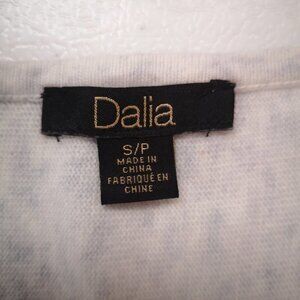 Dalia
S/P
MADE IN
CHINA
FABRIQUÉ EN
CHINE